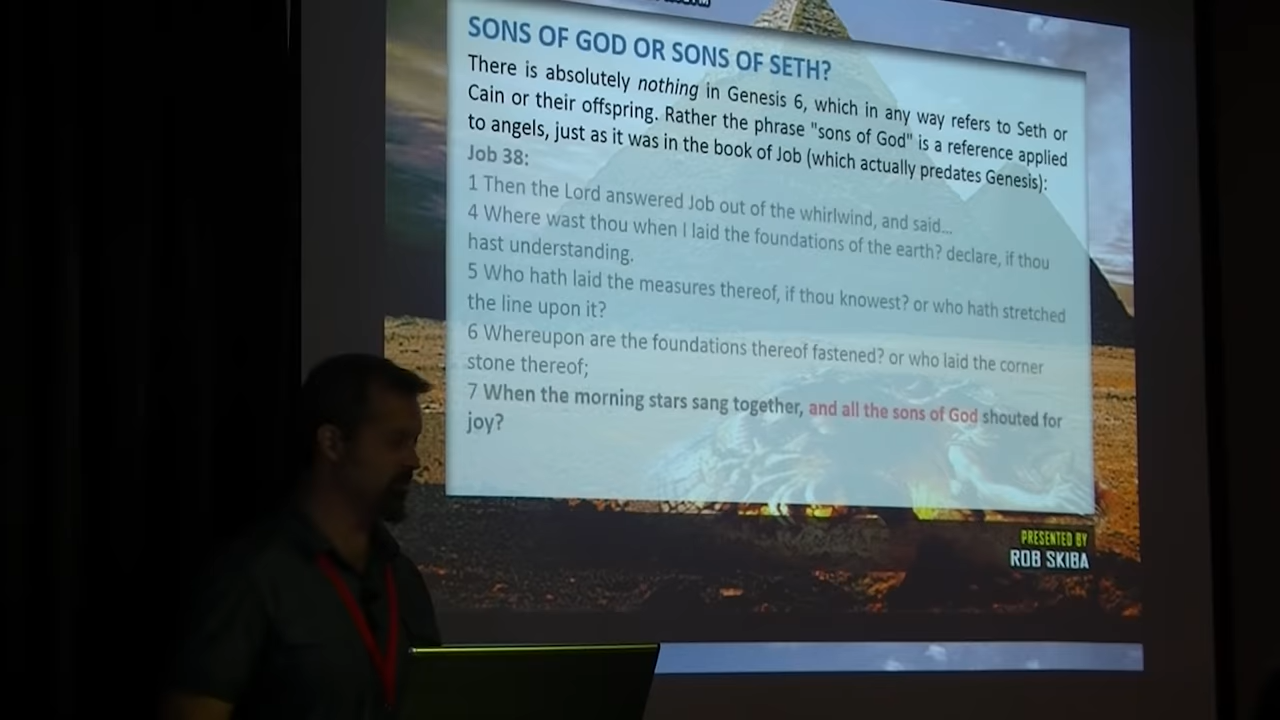 SONS OF GOD OR SONS OF SETH?
There is absolutely nothing in Genesis 6, which in any way refers to Seth or
Cain or their offspring. Rather the phrase "sons of God" is a reference applied
to angels, just as it was in the book of Job (which actually predates Genesis):
Job 38:
1 Then the Lord answered Job out of the whirlwind, and said...
4 Where wast thou when I laid the foundations of the earth? declare, if thou
hast understanding.
5 Who hath laid the measures thereof, if thou knowest? or who hath stretched
the line upon it?
6 Whereupon are the foundations thereof fastened? or who laid the corner
stone thereof;
7 When the morning stars sang together, and all the sons of God shouted for
joy?
PRESENTED BY
ROB SKIBA